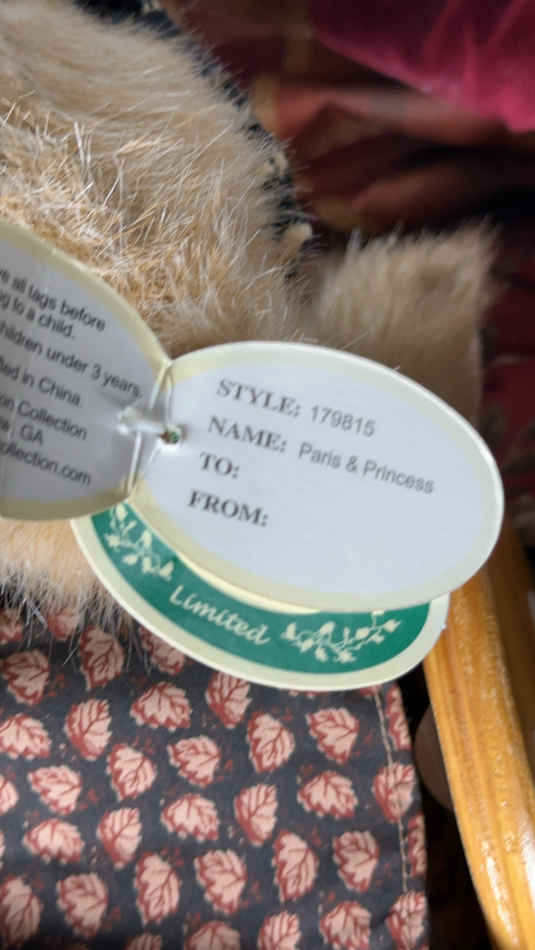 e all tags before
g to a child.
hildren under 3 years.
ted in China.
on Collection
GA
ollection.com
STYLE: 179815
NAME: Paris & Princess
TO:
FROM:
Limited